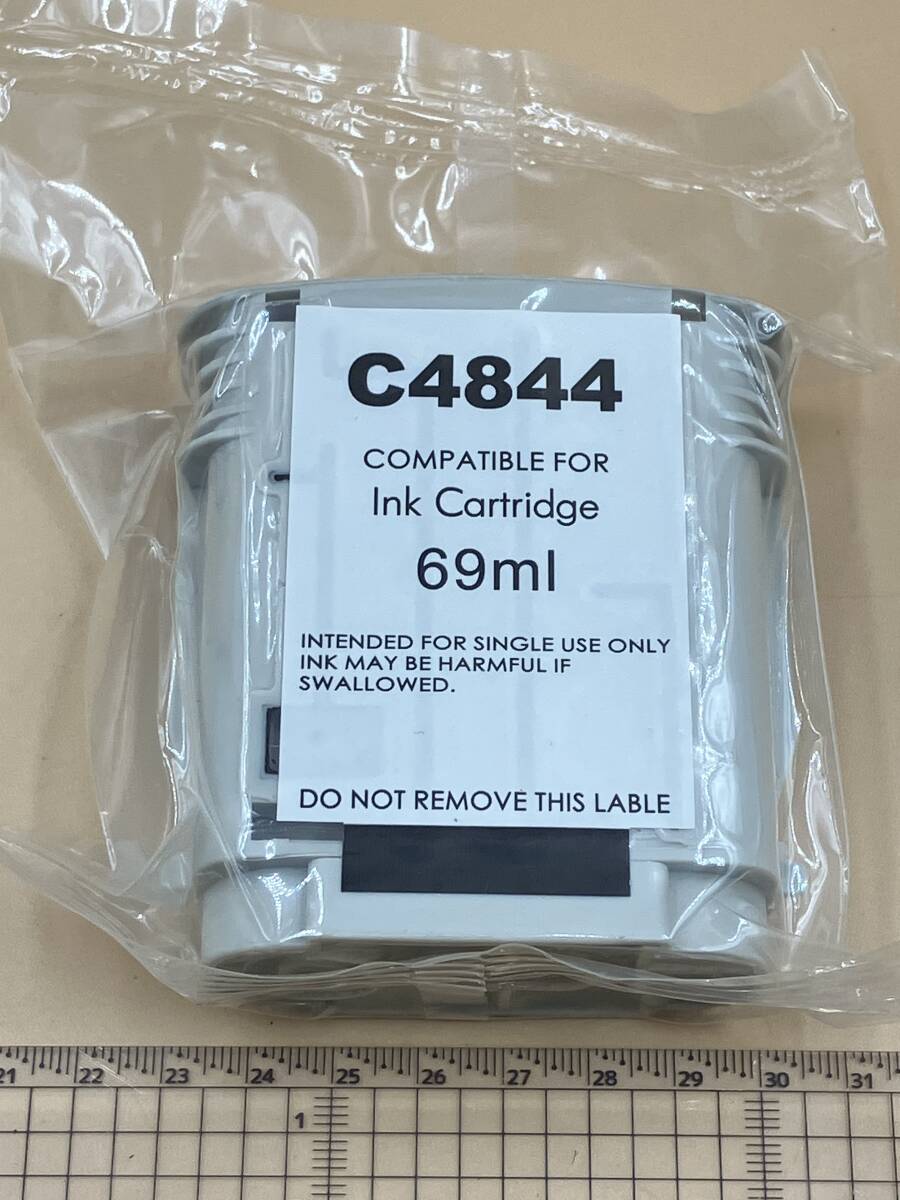 C4844
COMPATIBLE FOR
Ink Cartridge
69ml
INTENDED FOR SINGLE USE ONLY
INK MAY BE HARMFUL IF
SWALLOWED.
DO NOT REMOVE THIS LABLE
21 22 23 24 25 26 27 28 29 30 31
1